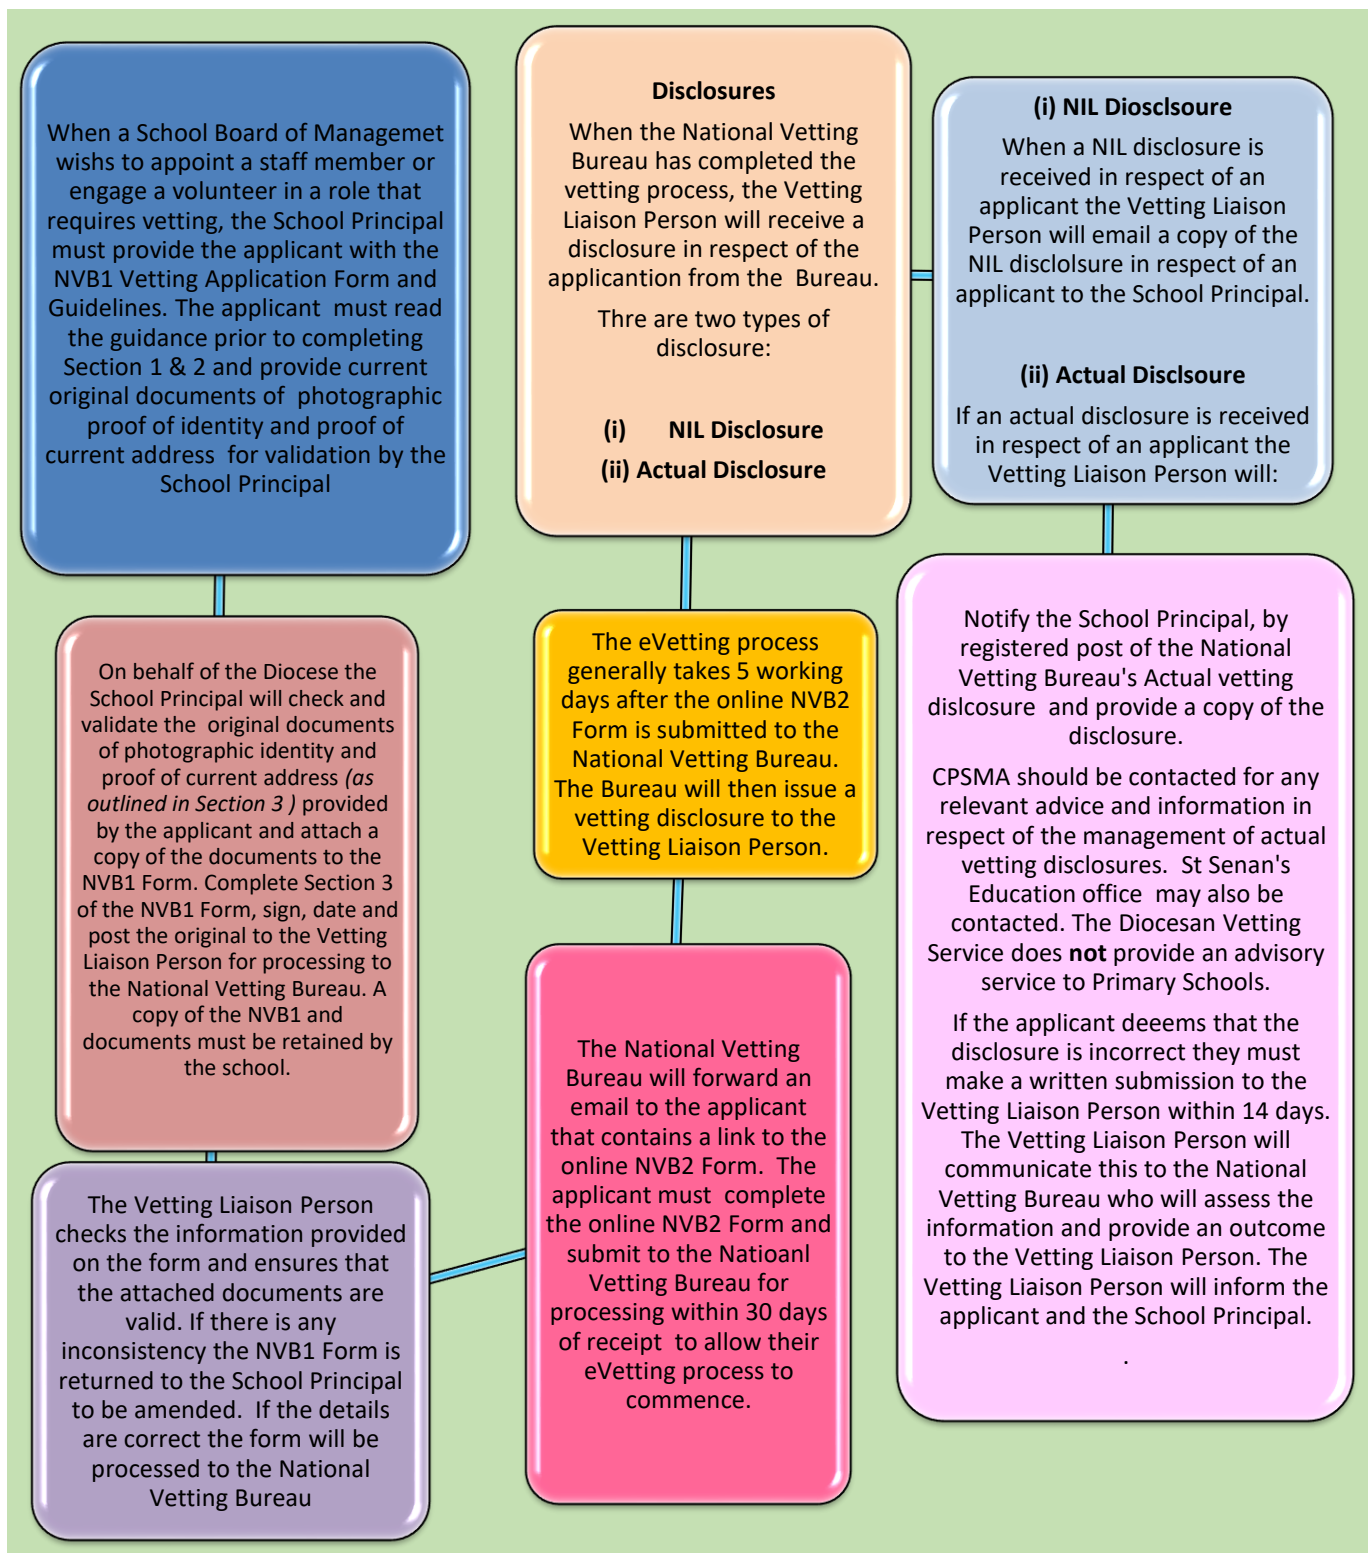 When a School Board of Managemet
wishs to appoint a staff member or
engage a volunteer in a role that
requires vetting, the School Principal
must provide the applicant with the
NVB1 Vetting Application Form and
Guidelines. The applicant must read
the guidance prior to completing
Section 1 & 2 and provide current
original documents of photographic
proof of identity and proof of
current address for validation by the
School Principal
On behalf of the Diocese the
School Principal will check and
validate the original documents
of photographic identity and
proof of current address (as
outlined in Section 3 ) provided
by the applicant and attach a
copy of the documents to the
NVB1 Form. Complete Section 3
of the NVB1 Form, sign, date and
post the original to the Vetting
Liaison Person for processing to
the National Vetting Bureau. A
copy of the NVB1 and
documents must be retained by
the school.
The Vetting Liaison Person
checks the information provided
on the form and ensures that
the attached documents are
valid. If there is any
inconsistency the NVB1 Form is
returned to the School Principal
to be amended. If the details
are correct the form will be
processed to the National
Vetting Bureau
The National Vetting
Bureau will forward an
email to the applicant
that contains a link to the
online NVB2 Form. The
applicant must complete
the online NVB2 Form and
submit to the Natioanl
Vetting Bureau for
processing within 30 days
of receipt to allow their
eVetting process to
commence.
The eVetting process
generally takes 5 working
days after the online NVB2
Form is submitted to the
National Vetting Bureau.
The Bureau will then issue a
vetting disclosure to the
Vetting Liaison Person.
Disclosures
When the National Vetting
Bureau has completed the
vetting process, the Vetting
Liaison Person will receive a
disclosure in respect of the
applicantion from the Bureau.
Thre are two types of
disclosure:
(i) NIL Disclosure
(ii) Actual Disclosure
(i) NIL Diosclsoure
When a NIL disclosure is
received in respect of an
applicant the Vetting Liaison
Person will email a copy of the
NIL disclolsure in respect of an
applicant to the School Principal.
(ii) Actual Disclsoure
If an actual disclosure is received
in respect of an applicant the
Vetting Liaison Person will:
Notify the School Principal, by
registered post of the National
Vetting Bureau's Actual vetting
dislcosure and provide a copy of the
disclosure.
CPSMA should be contacted for any
relevant advice and information in
respect of the management of actual
vetting disclosures. St Senan's
Education office may also be
contacted. The Diocesan Vetting
Service does not provide an advisory
service to Primary Schools.
If the applicant deeems that the
disclosure is incorrect they must
make a written submission to the
Vetting Liaison Person within 14 days.
The Vetting Liaison Person will
communicate this to the National
Vetting Bureau who will assess the
information and provide an outcome
to the Vetting Liaison Person. The
Vetting Liaison Person will inform the
applicant and the School Principal.
.